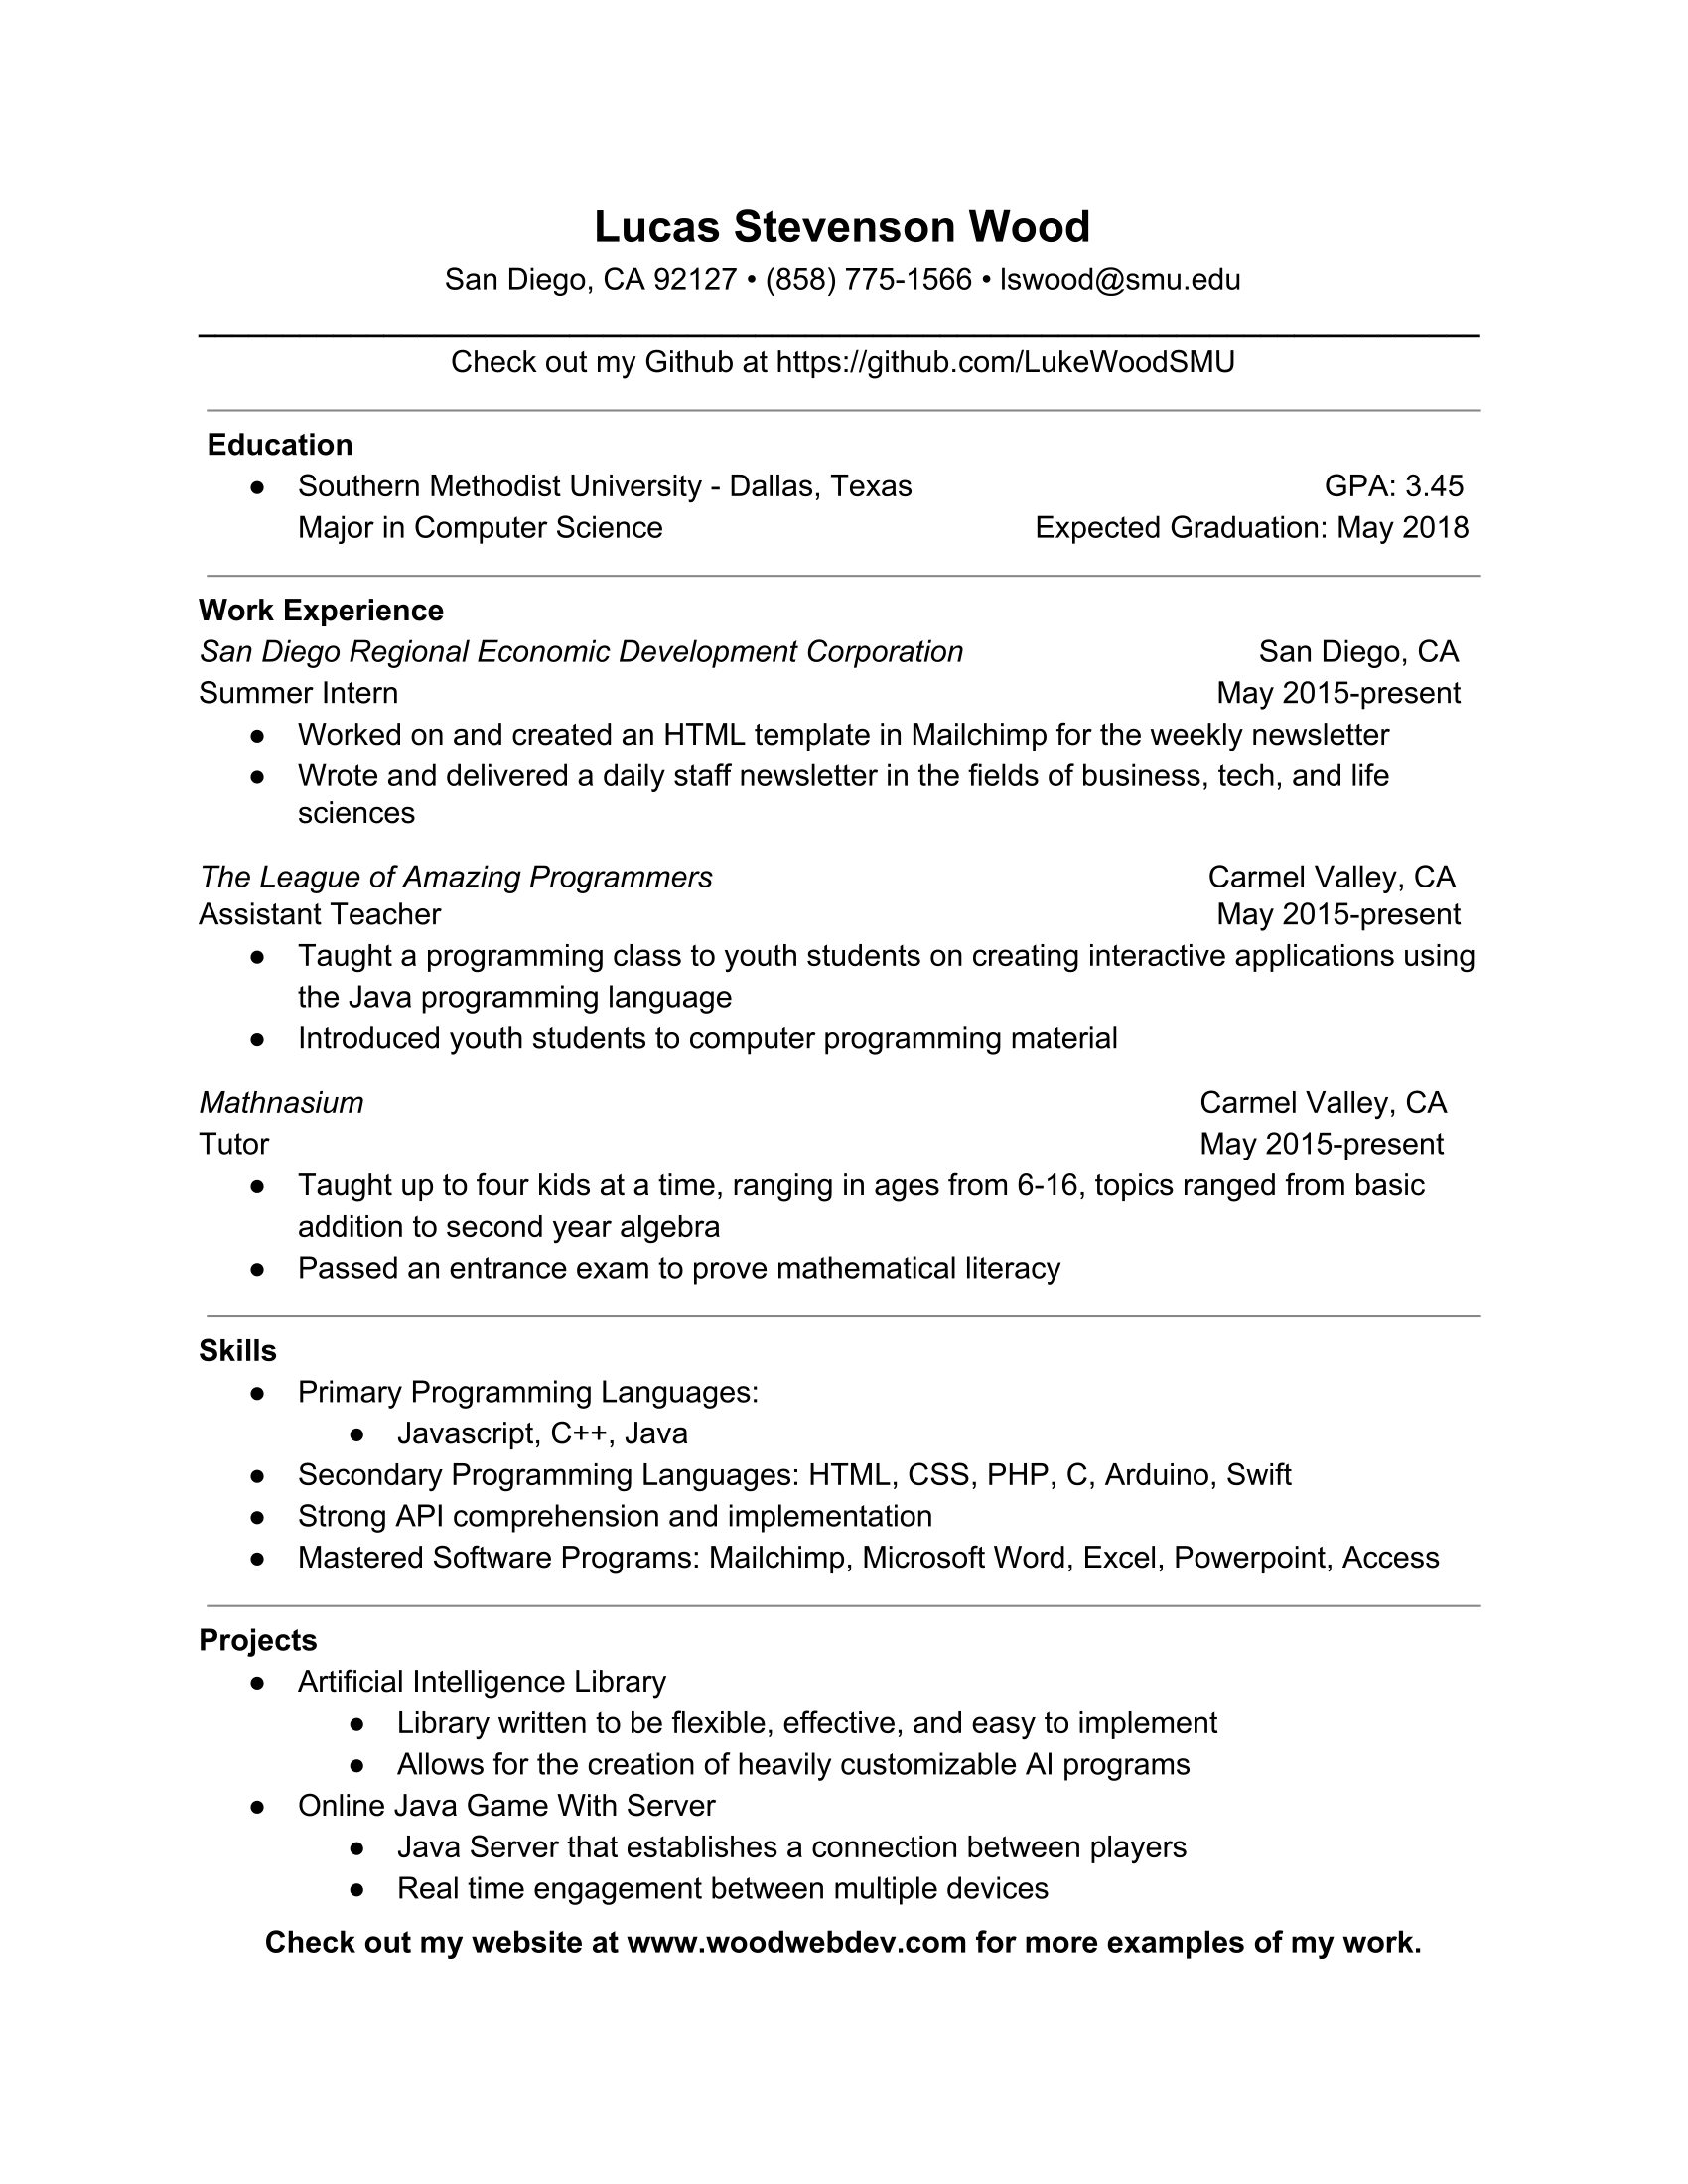 Lucas Stevenson Wood
San Diego, CA 92127 • (858) 775-1566 • lswood@smu.edu
Check out my Github at https://github.com/LukeWoodSMU
Education
● Southern Methodist University - Dallas, Texas GPA: 3.45
Major in Computer Science Expected Graduation: May 2018
Work Experience
San Diego Regional Economic Development Corporation San Diego, CA
Summer Intern May 2015-present
● Worked on and created an HTML template in Mailchimp for the weekly newsletter
● Wrote and delivered a daily staff newsletter in the fields of business, tech, and life
sciences
The League of Amazing Programmers Carmel Valley, CA
Assistant Teacher May 2015-present
● Taught a programming class to youth students on creating interactive applications using
the Java programming language
● Introduced youth students to computer programming material
Mathnasium Carmel Valley, CA
Tutor May 2015-present
● Taught up to four kids at a time, ranging in ages from 6-16, topics ranged from basic
addition to second year algebra
● Passed an entrance exam to prove mathematical literacy
Skills
● Primary Programming Languages:
● Javascript, C++, Java
● Secondary Programming Languages: HTML, CSS, PHP, C, Arduino, Swift
● Strong API comprehension and implementation
● Mastered Software Programs: Mailchimp, Microsoft Word, Excel, Powerpoint, Access
Projects
● Artificial Intelligence Library
● Library written to be flexible, effective, and easy to implement
● Allows for the creation of heavily customizable AI programs
● Online Java Game With Server
● Java Server that establishes a connection between players
● Real time engagement between multiple devices
Check out my website at www.woodwebdev.com for more examples of my work.